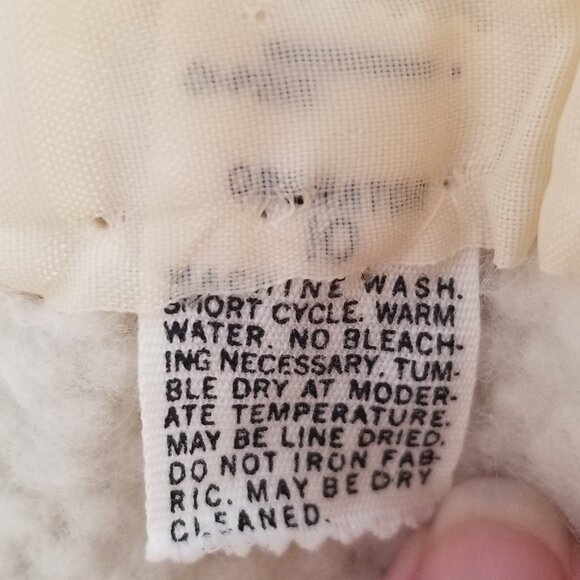 MACHINE WASH.
SHORT CYCLE. WARM
WATER. NO BLEACH-
ING NECESSARY. TUM-
BLE DRY AT MODER-
ATE TEMPERATURE.
MAY BE LINE DRIED.
DO NOT IRON FAB-
RIC. MAY BE DRY
CLEANED.